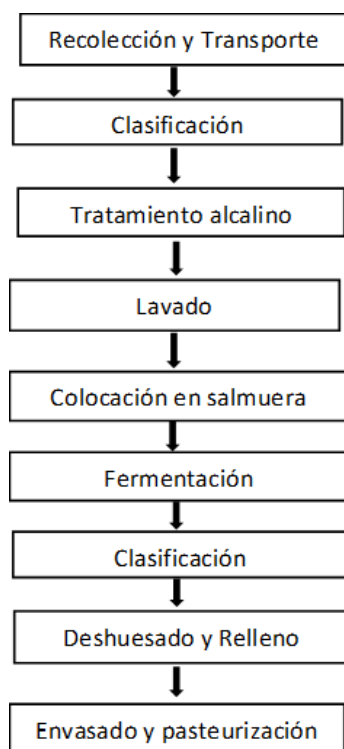 Recolección y Transporte
Clasificación
Tratamiento alcalino
Lavado
Colocación en salmuera
Fermentación
Clasificación
Deshuesado y Relleno
Envasado y pasteurización